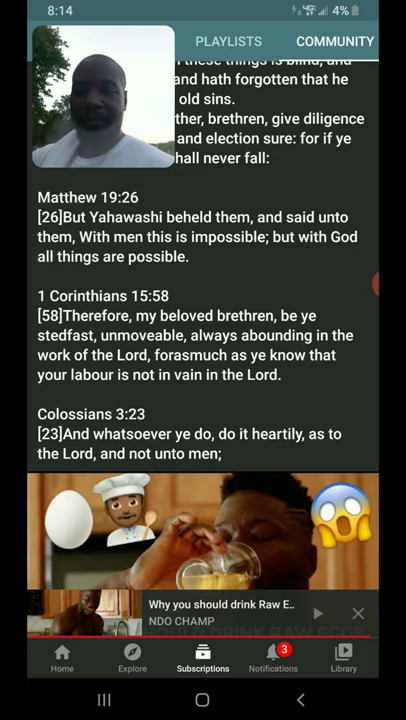 8:14
4%
PLAYLISTS COMMUNITY
these things is blind, and
and hath forgotten that he
old sins.
ther, brethren, give diligence
and election sure: for if ye
hall never fall:
Matthew 19:26
[26]But Yahawashi beheld them, and said unto
them, With men this is impossible; but with God
all things are possible.
1 Corinthians 15:58
[58]Therefore, my beloved brethren, be ye
stedfast, unmoveable, always abounding in the
work of the Lord, forasmuch as ye know that
your labour is not in vain in the Lord.
Colossians 3:23
[23]And whatsoever ye do, do it heartily, as to
the Lord, and not unto men;
Why you should drink Raw E..
NDO CHAMP
3
Home Explore Subscriptions Notifications Library